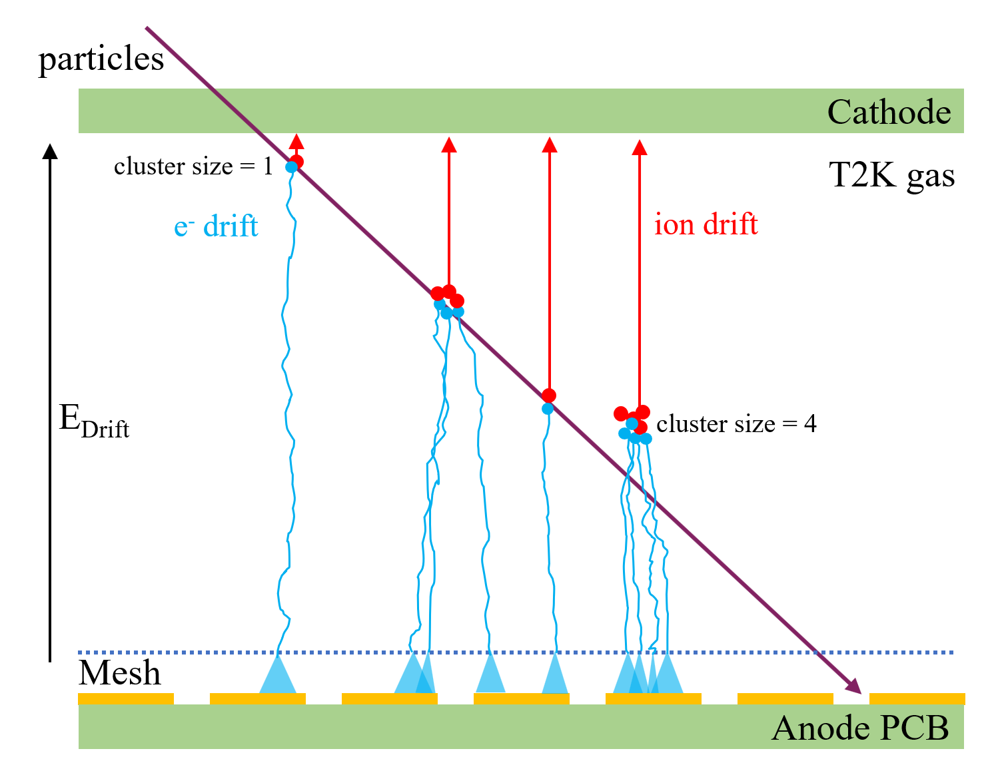 particles
Cathode
cluster size = 1
T2K gas
e- drift
ion drift
EDrift
cluster size = 4
Mesh
Anode PCB